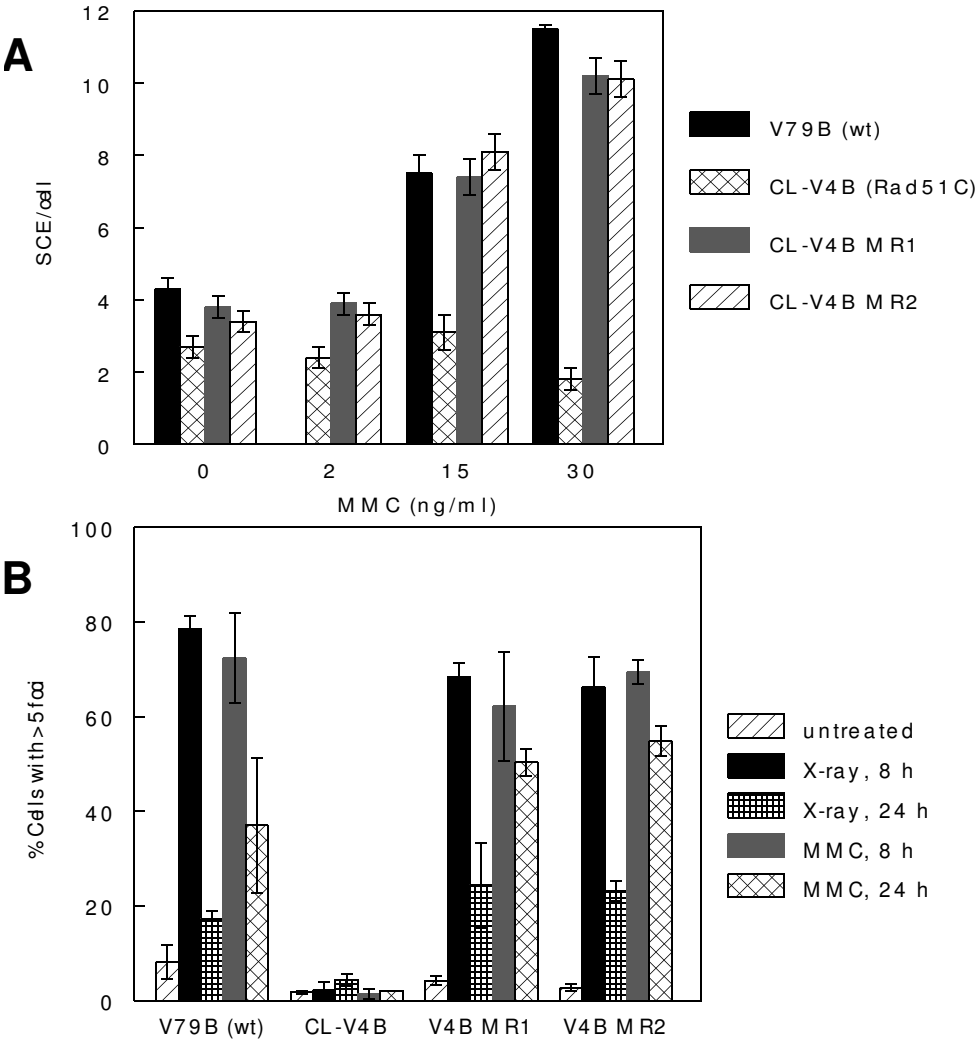 A
12
10
8
6
4
2
0
SCE/cell
0 2 15 30
MMC (ng/ml)
V79B (wt)
CL-V4B (Rad51C)
CL-V4B MR1
CL-V4B MR2
B
100
80
60
40
20
0
%Cells with >5 foci
V79B (wt) CL-V4B V4B MR1 V4B MR2
untreated
X-ray, 8 h
X-ray, 24 h
MMC, 8 h
MMC, 24 h